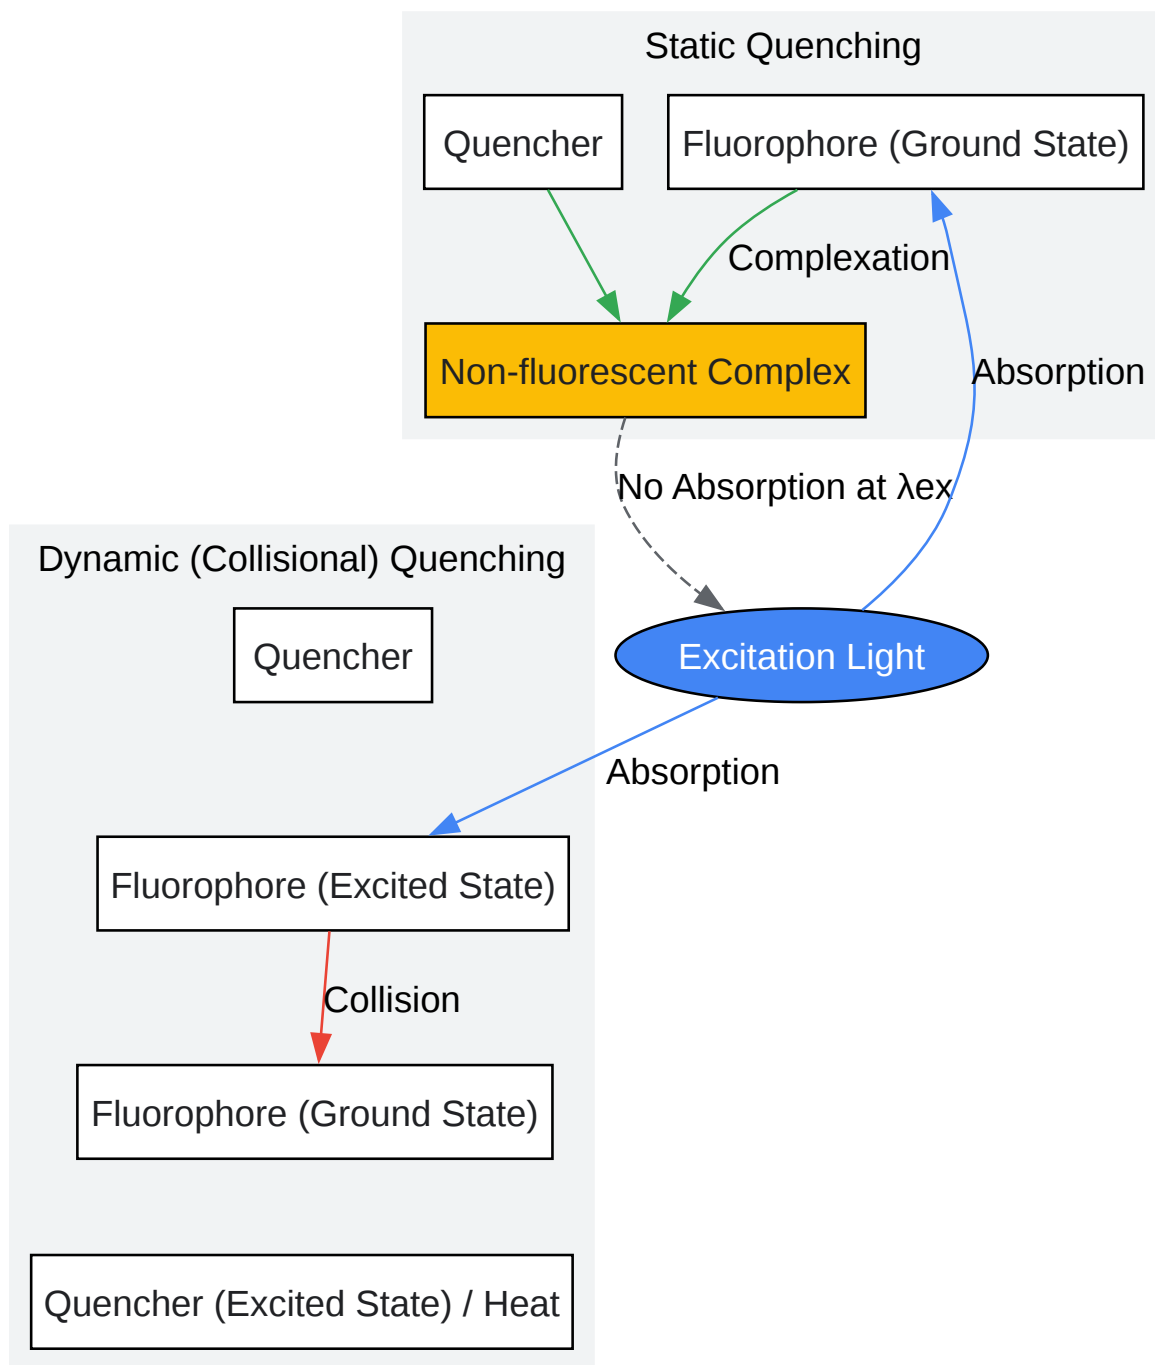 Static Quenching
Quencher
Fluorophore (Ground State)
Complexation
Non-fluorescent Complex
Absorption
No Absorption at λex
Dynamic (Collisional) Quenching
Quencher
Excitation Light
Absorption
Fluorophore (Excited State)
Collision
Fluorophore (Ground State)
Quencher (Excited State) / Heat